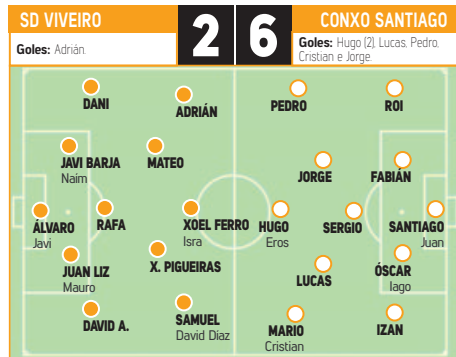 SD VIVEIRO
2 6
CONXO SANTIAGO
Goles: Adrián.
Goles: Hugo (2), Lucas, Pedro,
Cristian e Jorge.
DANI
ADRIÁN
PEDRO
ROI
JAVI BARJA
Naim
MATEO
JORGE
FABIÁN
ÁLVARO
Javi
RAFA
XOEL FERRO
Isra
HUGO
Eros
SERGIO
SANTIAGO
Juan
JUAN LIZ
Mauro
X. PIGUEIRAS
LUCAS
ÓSCAR
Iago
DAVID A.
SAMUEL
David Díaz
MARIO
Cristian
IZAN